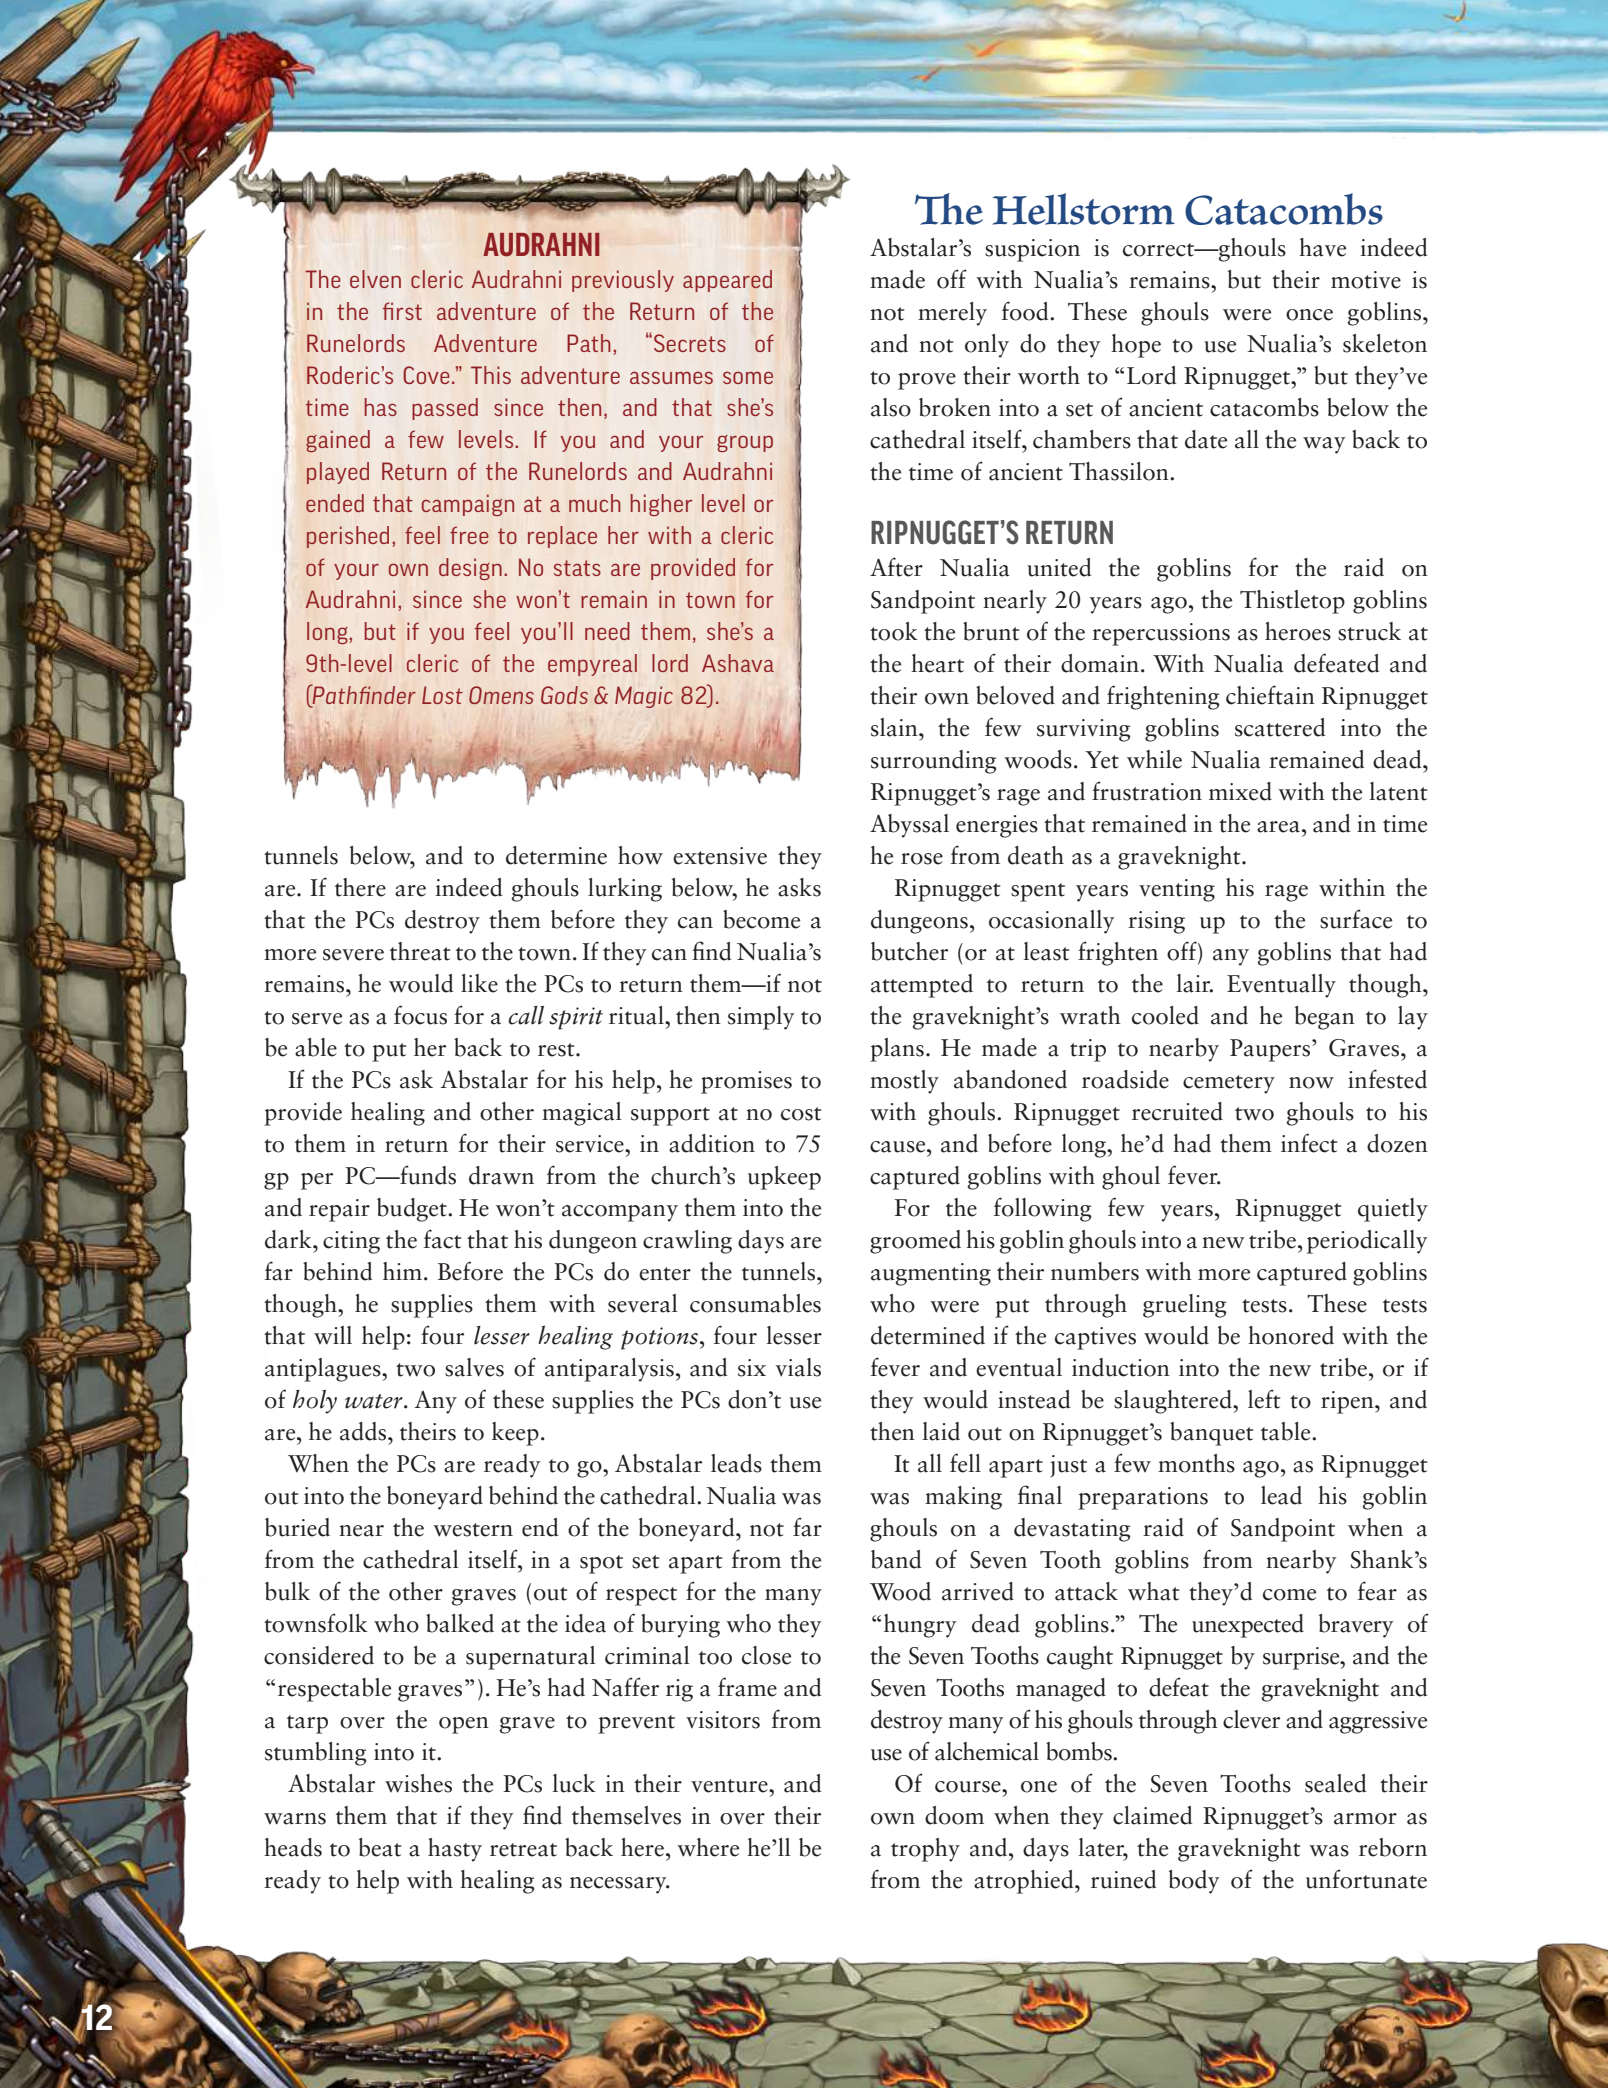 AUDRAHNI
The elven cleric Audrahni previously appeared
in the first adventure of the Return of the
Runelords Adventure Path, “Secrets of
Roderic’s Cove.” This adventure assumes some
time has passed since then, and that she’s
gained a few levels. If you and your group
played Return of the Runelords and Audrahni
ended that campaign at a much higher level or
perished, feel free to replace her with a cleric
of your own design. No stats are provided for
Audrahni, since she won’t remain in town for
long, but if you feel you’ll need them, she’s a
9th-level cleric of the empyreal lord Ashava
(Pathfinder Lost Omens Gods & Magic 82).
tunnels below, and to determine how extensive they
are. If there are indeed ghouls lurking below, he asks
that the PCs destroy them before they can become a
more severe threat to the town. If they can find Nualia’s
remains, he would like the PCs to return them—if not
to serve as a focus for a call spirit ritual, then simply to
be able to put her back to rest.
If the PCs ask Abstalar for his help, he promises to
provide healing and other magical support at no cost
to them in return for their service, in addition to 75
gp per PC—funds drawn from the church’s upkeep
and repair budget. He won’t accompany them into the
dark, citing the fact that his dungeon crawling days are
far behind him. Before the PCs do enter the tunnels,
though, he supplies them with several consumables
that will help: four lesser healing potions, four lesser
antiplagues, two salves of antiparalysis, and six vials
of holy water. Any of these supplies the PCs don’t use
are, he adds, theirs to keep.
When the PCs are ready to go, Abstalar leads them
out into the boneyard behind the cathedral. Nualia was
buried near the western end of the boneyard, not far
from the cathedral itself, in a spot set apart from the
bulk of the other graves (out of respect for the many
townsfolk who balked at the idea of burying who they
considered to be a supernatural criminal too close to
“respectable graves”). He’s had Naffer rig a frame and
a tarp over the open grave to prevent visitors from
stumbling into it.
Abstalar wishes the PCs luck in their venture, and
warns them that if they find themselves in over their
heads to beat a hasty retreat back here, where he’ll be
ready to help with healing as necessary.
The Hellstorm Catacombs
Abstalar’s suspicion is correct—ghouls have indeed
made off with Nualia’s remains, but their motive is
not merely food. These ghouls were once goblins,
and not only do they hope to use Nualia’s skeleton
to prove their worth to “Lord Ripnugget,” but they’ve
also broken into a set of ancient catacombs below the
cathedral itself, chambers that date all the way back to
the time of ancient Thassilon.
RIPNUGGET’S RETURN
After Nualia united the goblins for the raid on
Sandpoint nearly 20 years ago, the Thistletop goblins
took the brunt of the repercussions as heroes struck at
the heart of their domain. With Nualia defeated and
their own beloved and frightening chieftain Ripnugget
slain, the few surviving goblins scattered into the
surrounding woods. Yet while Nualia remained dead,
Ripnugget’s rage and frustration mixed with the latent
Abyssal energies that remained in the area, and in time
he rose from death as a graveknight.
Ripnugget spent years venting his rage within the
dungeons, occasionally rising up to the surface to
butcher (or at least frighten off) any goblins that had
attempted to return to the lair. Eventually though,
the graveknight’s wrath cooled and he began to lay
plans. He made a trip to nearby Paupers’ Graves, a
mostly abandoned roadside cemetery now infested
with ghouls. Ripnugget recruited two ghouls to his
cause, and before long, he’d had them infect a dozen
captured goblins with ghoul fever.
For the following few years, Ripnugget quietly
groomed his goblin ghouls into a new tribe, periodically
augmenting their numbers with more captured goblins
who were put through grueling tests. These tests
determined if the captives would be honored with the
fever and eventual induction into the new tribe, or if
they would instead be slaughtered, left to ripen, and
then laid out on Ripnugget’s banquet table.
It all fell apart just a few months ago, as Ripnugget
was making final preparations to lead his goblin
ghouls on a devastating raid of Sandpoint when a
band of Seven Tooth goblins from nearby Shank’s
Wood arrived to attack what they’d come to fear as
“hungry dead goblins.” The unexpected bravery of
the Seven Tooths caught Ripnugget by surprise, and the
Seven Tooths managed to defeat the graveknight and
destroy many of his ghouls through clever and aggressive
use of alchemical bombs.
Of course, one of the Seven Tooths sealed their
own doom when they claimed Ripnugget’s armor as
a trophy and, days later, the graveknight was reborn
from the atrophied, ruined body of the unfortunate
12